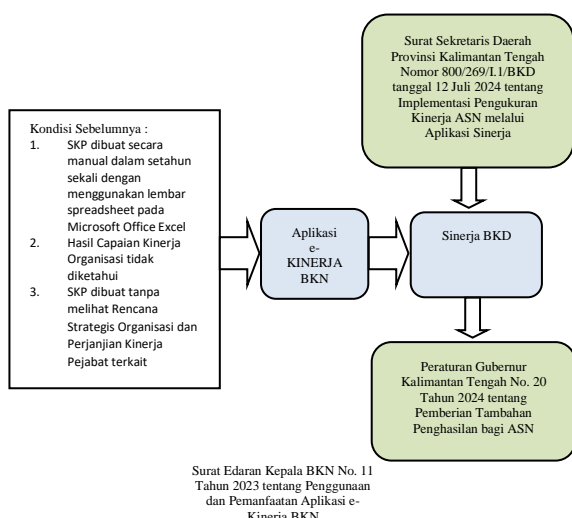 Surat Sekretaris Daerah
Provinsi Kalimantan Tengah
Nomor 800/269/I.1/BKD
tanggal 12 Juli 2024 tentang
Implementasi Pengukuran
Kinerja ASN melalui
Aplikasi Sinerja
Kondisi Sebelumnya :
1. SKP dibuat secara
manual dalam setahun
sekali dengan
menggunakan lembar
spreadsheet pada
Microsoft Office Excel
2. Hasil Capaian Kinerja
Organisasi tidak
diketahui
3. SKP dibuat tanpa
melihat Rencana
Strategis Organisasi dan
Perjanjian Kinerja
Pejabat terkait
Aplikasi
e-
KINERJA
BKN
Sinerja BKD
Peraturan Gubernur
Kalimantan Tengah No. 20
Tahun 2024 tentang
Pemberian Tambahan
Penghasilan bagi ASN
Surat Edaran Kepala BKN No. 11
Tahun 2023 tentang Penggunaan
dan Pemanfaatan Aplikasi e-
Kinerja BKN